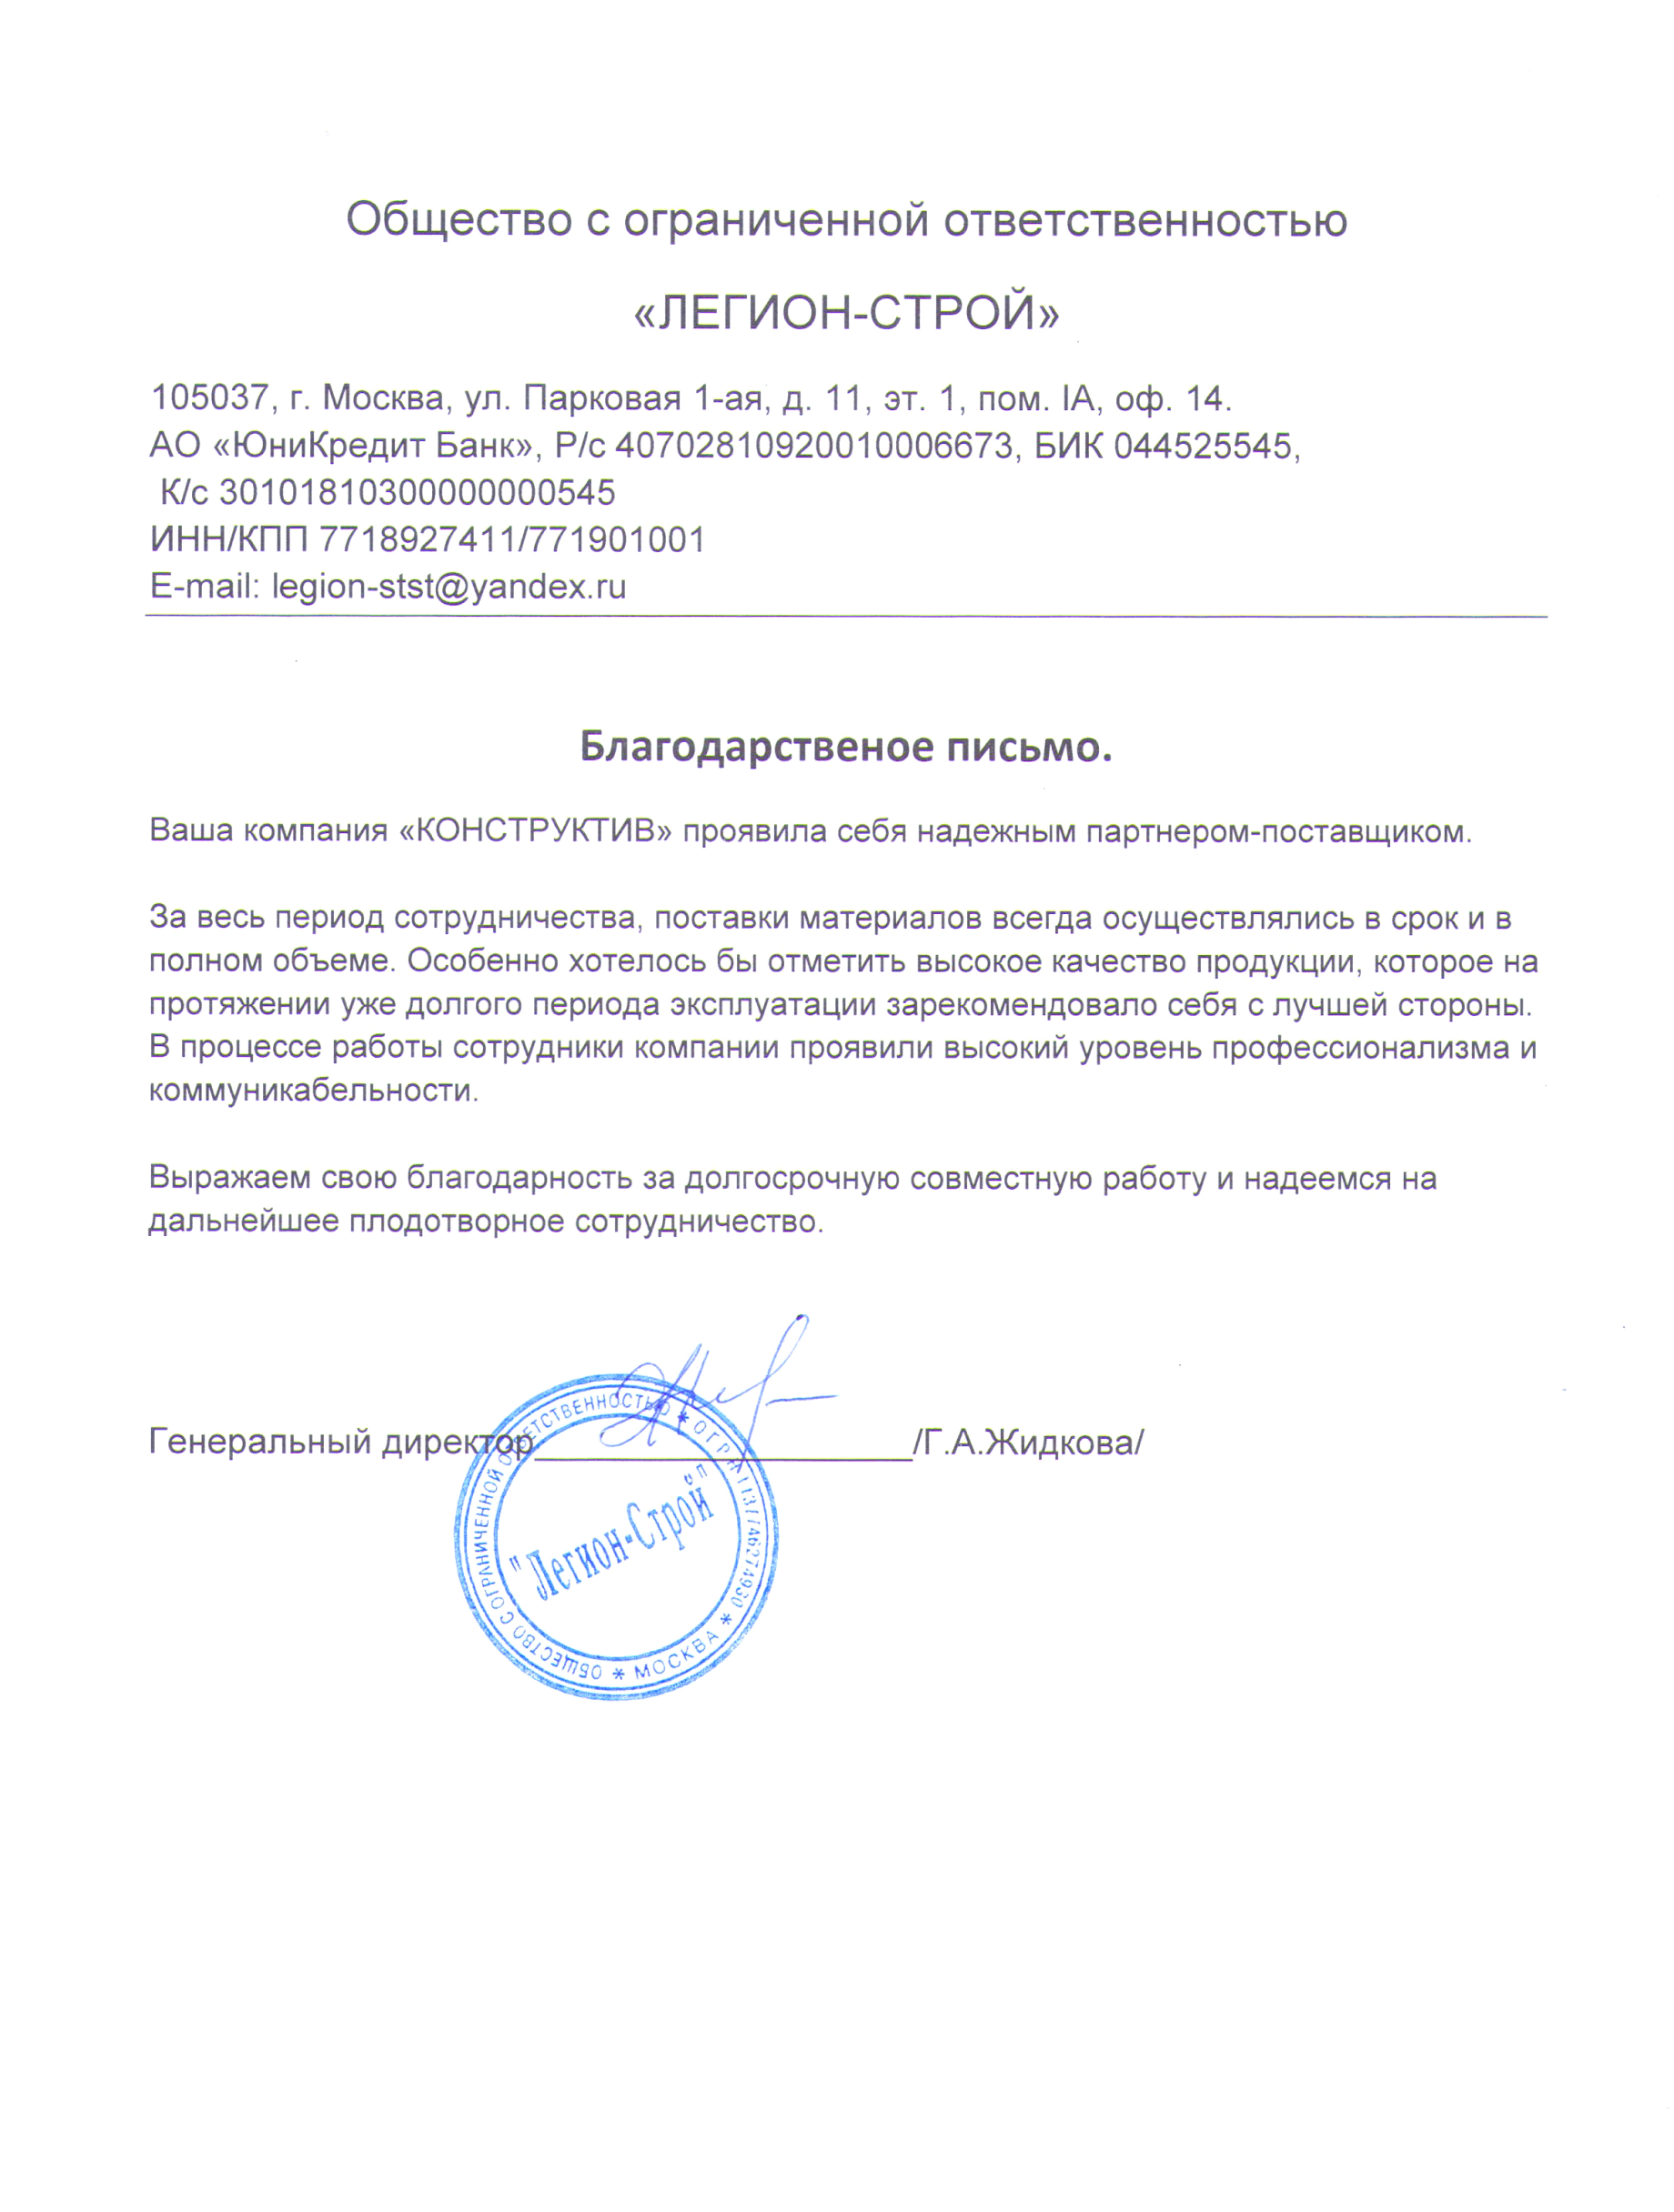 Общество с ограниченной ответственностью
«ЛЕГИОН-СТРОЙ»
105037, г. Москва, ул. Парковая 1-ая, д. 11, эт. 1, пом. IА, оф. 14.
АО «ЮниКредит Банк», Р/с 40702810920010006673, БИК 044525545,
К/с 30101810300000000545
ИНН/КПП 7718927411/771901001
E-mail: legion-stst@yandex.ru
Благодарственое письмо.
Ваша компания «КОНСТРУКТИВ» проявила себя надежным партнером-поставщиком.
За весь период сотрудничества, поставки материалов всегда осуществлялись в срок и в
полном объеме. Особенно хотелось бы отметить высокое качество продукции, которое на
протяжении уже долгого периода эксплуатации зарекомендовало себя с лучшей стороны.
В процессе работы сотрудники компании проявили высокий уровень профессионализма и
коммуникабельности.
Выражаем свою благодарность за долгосрочную совместную работу и надеемся на
дальнейшее плодотворное сотрудничество.
Генеральный директор /Г.А.Жидкова/
ОБЩЕСТВО С ОГРАНИЧЕННОЙ ОТВЕТСТВЕННОСТЬЮ * ОГРН 1137746274930 * МОСКВА *
"Легион-Строй"